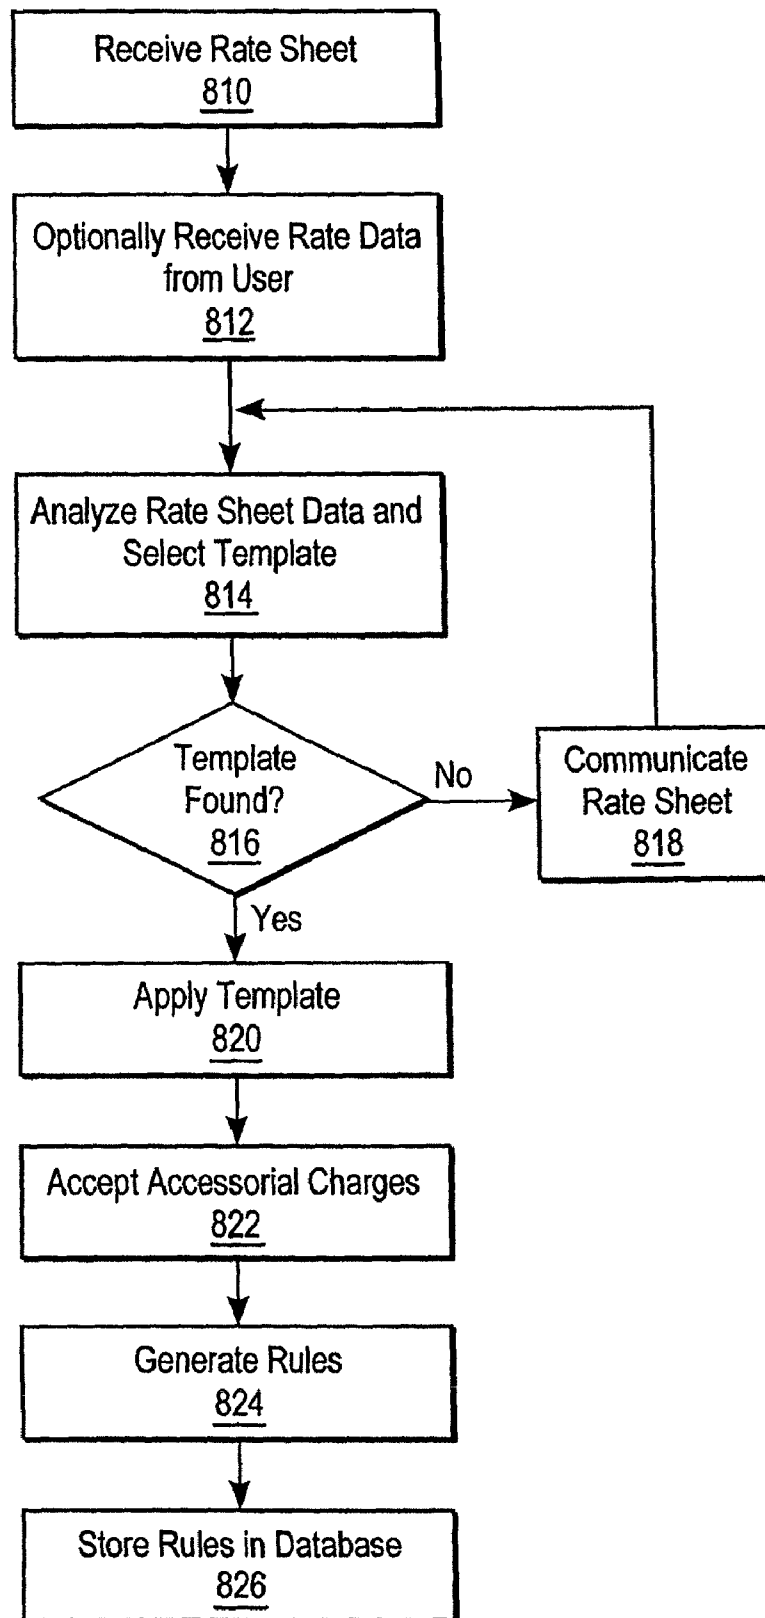 Receive Rate Sheet
810
Optionally Receive Rate Data
from User
812
Analyze Rate Sheet Data and
Select Template
814
Template
Found?
816
No
Communicate
Rate Sheet
818
Yes
Apply Template
820
Accept Accessorial Charges
822
Generate Rules
824
Store Rules in Database
826